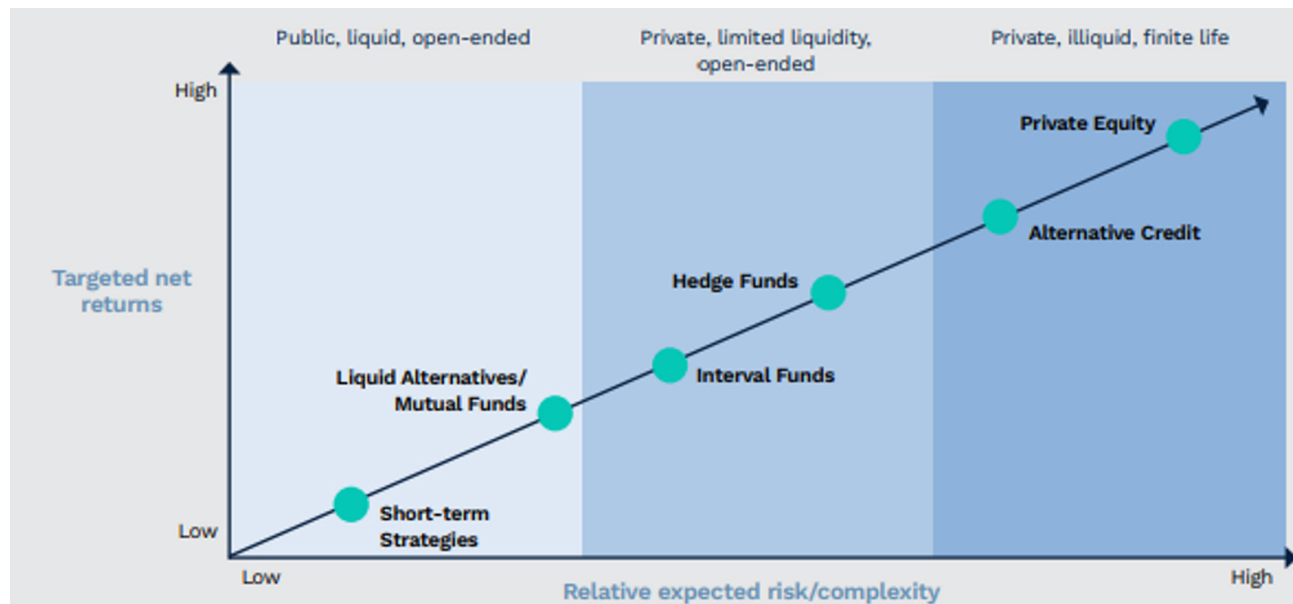 Public, liquid, open-ended
Private, limited liquidity,
open-ended
Private, illiquid, finite life
High
Private Equity
Alternative Credit
Targeted net
returns
Hedge Funds
Interval Funds
Liquid Alternatives/
Mutual Funds
Short-term
Strategies
Low
Low
Relative expected risk/complexity
High